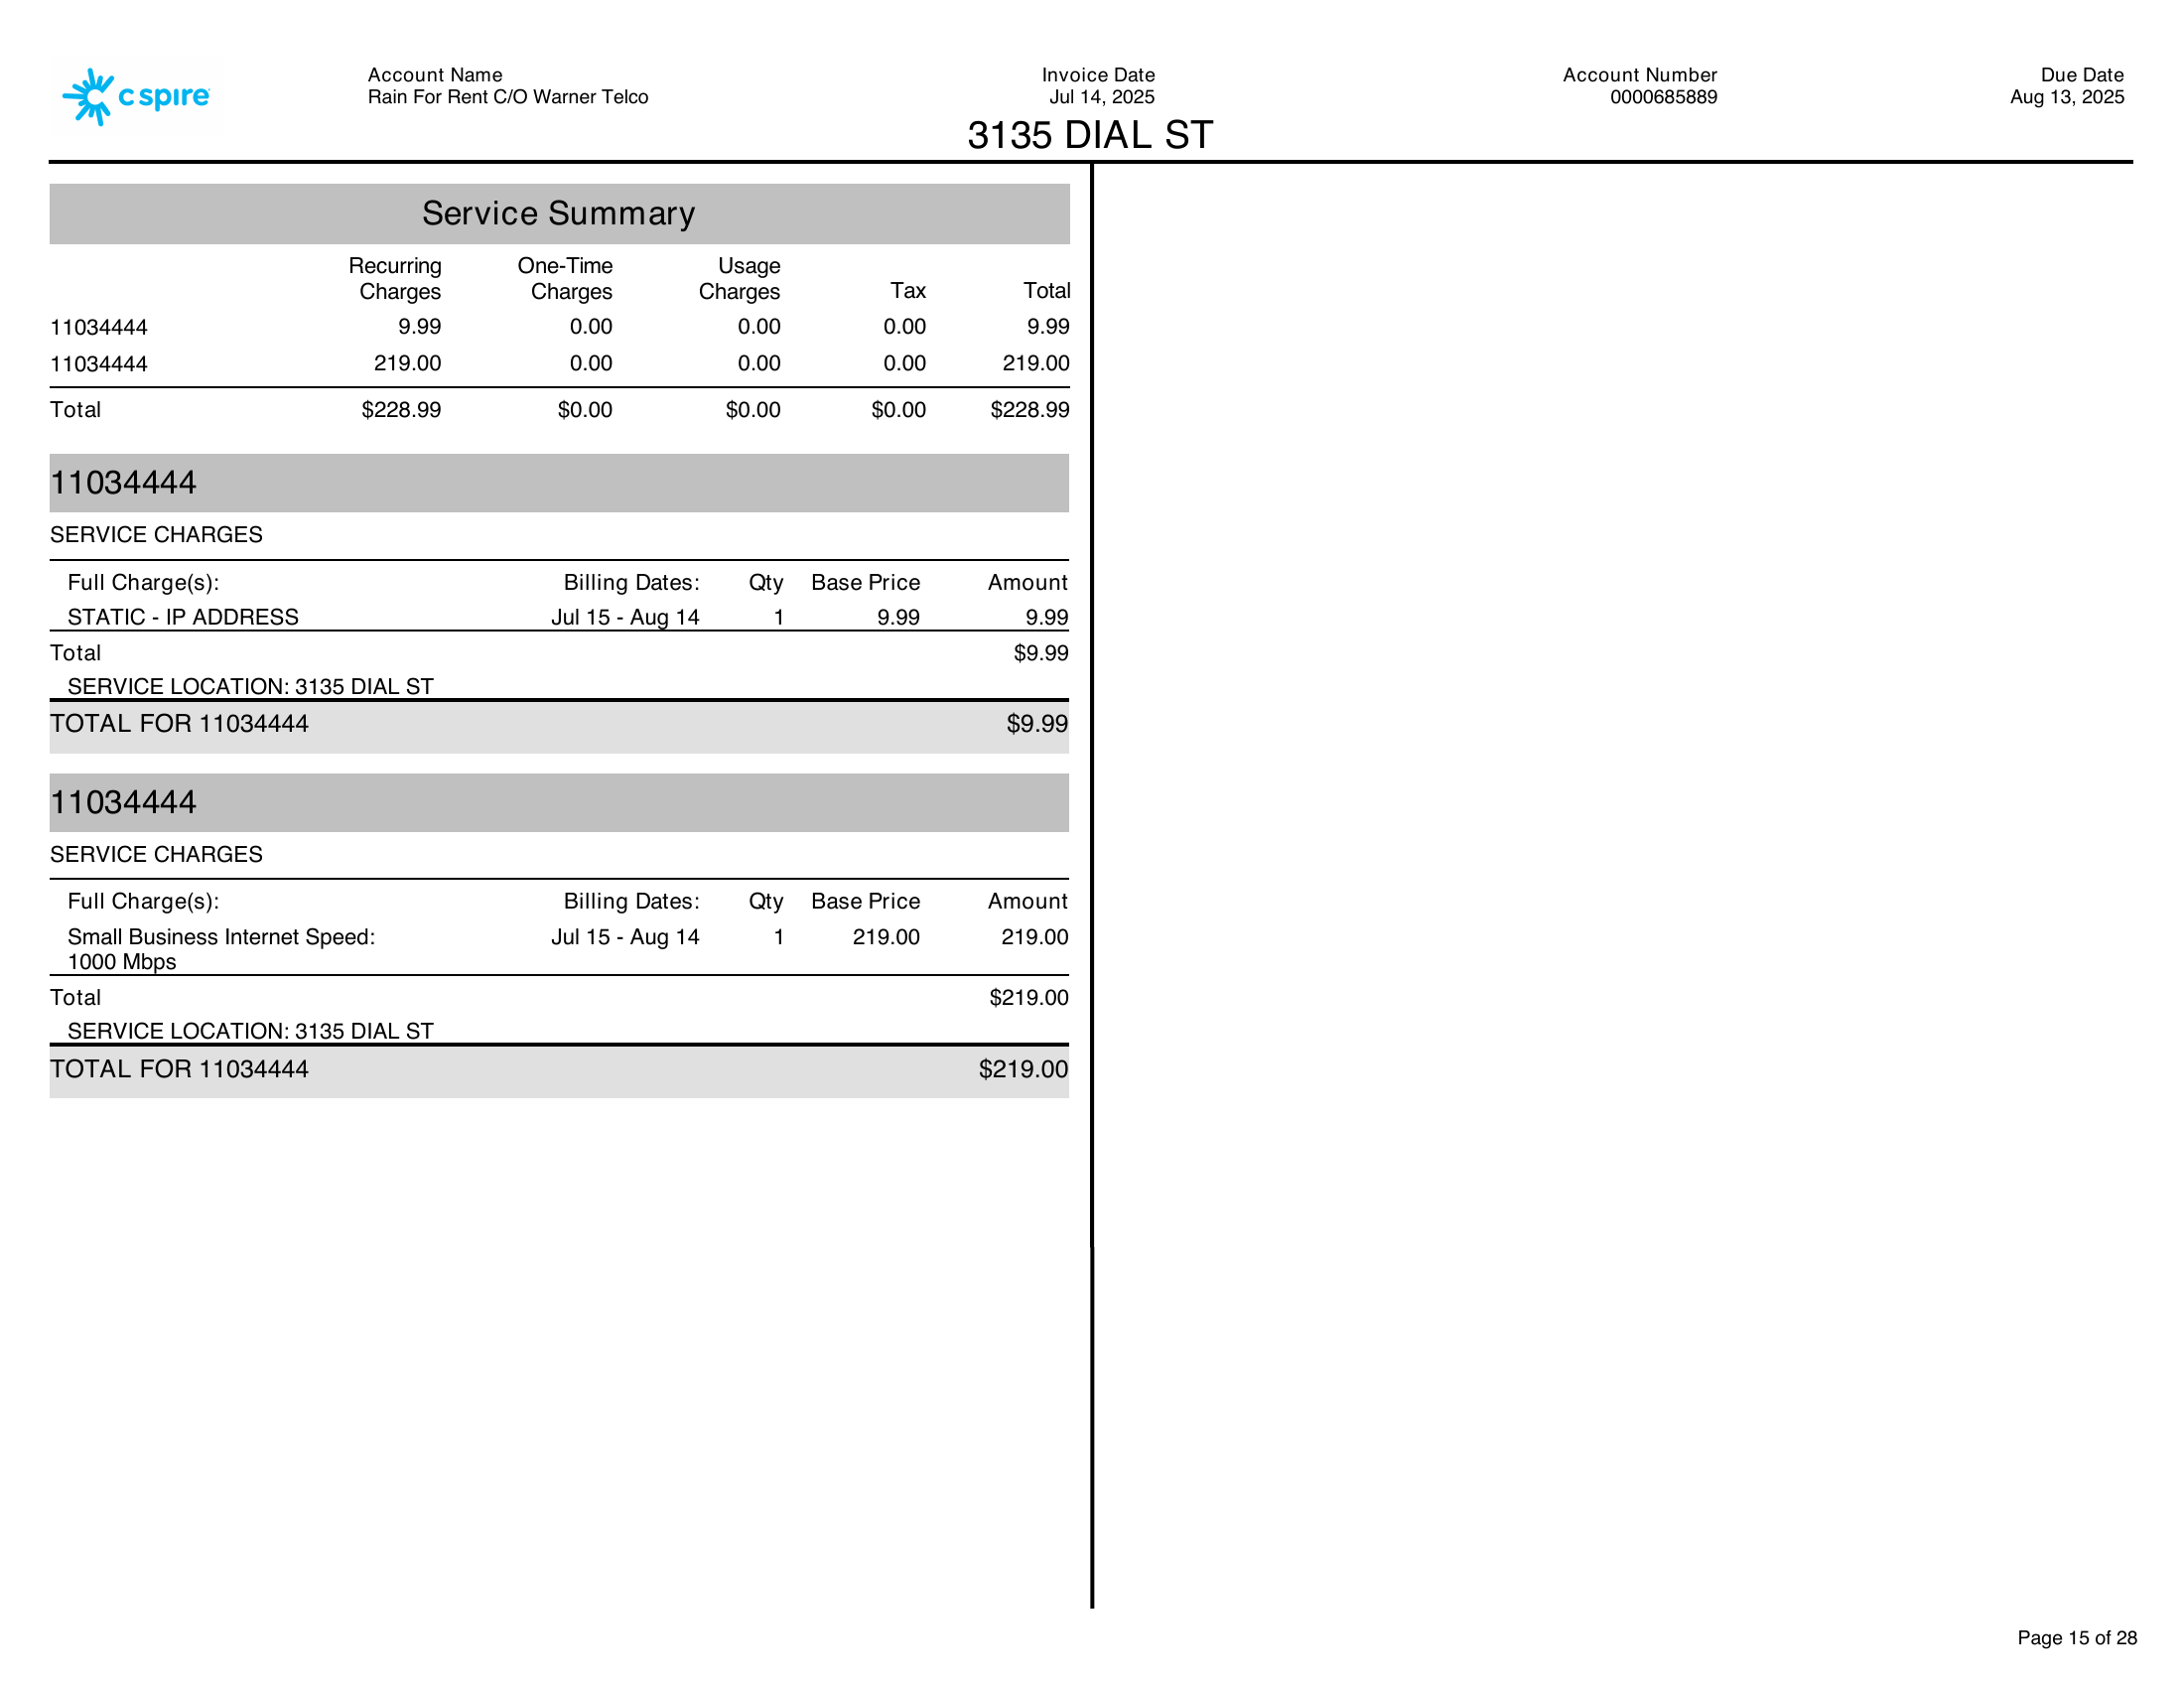 c spire
Account Name
Rain For Rent C/O Warner Telco
Invoice Date
Jul 14, 2025
Account Number
0000685889
Due Date
Aug 13, 2025
3135 DIAL ST
Service Summary
Recurring Charges One-Time Charges Usage Charges Tax Total
11034444 9.99 0.00 0.00 0.00 9.99
11034444 219.00 0.00 0.00 0.00 219.00
Total $228.99 $0.00 $0.00 $0.00 $228.99
11034444
SERVICE CHARGES
Full Charge(s): Billing Dates: Qty Base Price Amount
STATIC - IP ADDRESS Jul 15 - Aug 14 1 9.99 9.99
Total $9.99
SERVICE LOCATION: 3135 DIAL ST
TOTAL FOR 11034444 $9.99
11034444
SERVICE CHARGES
Full Charge(s): Billing Dates: Qty Base Price Amount
Small Business Internet Speed: Jul 15 - Aug 14 1 219.00 219.00
1000 Mbps
Total $219.00
SERVICE LOCATION: 3135 DIAL ST
TOTAL FOR 11034444 $219.00
Page 15 of 28